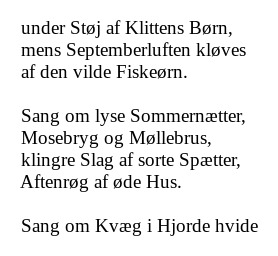 under Støj af Klittens Børn,
mens Septemberluften kløves
af den vilde Fiskeørn.

Sang om lyse Sommernætter,
Mosebryg og Møllebrus,
klingre Slag af sorte Spætter,
Aftenrøg af øde Hus.

Sang om Kvæg i Hjorde hvide